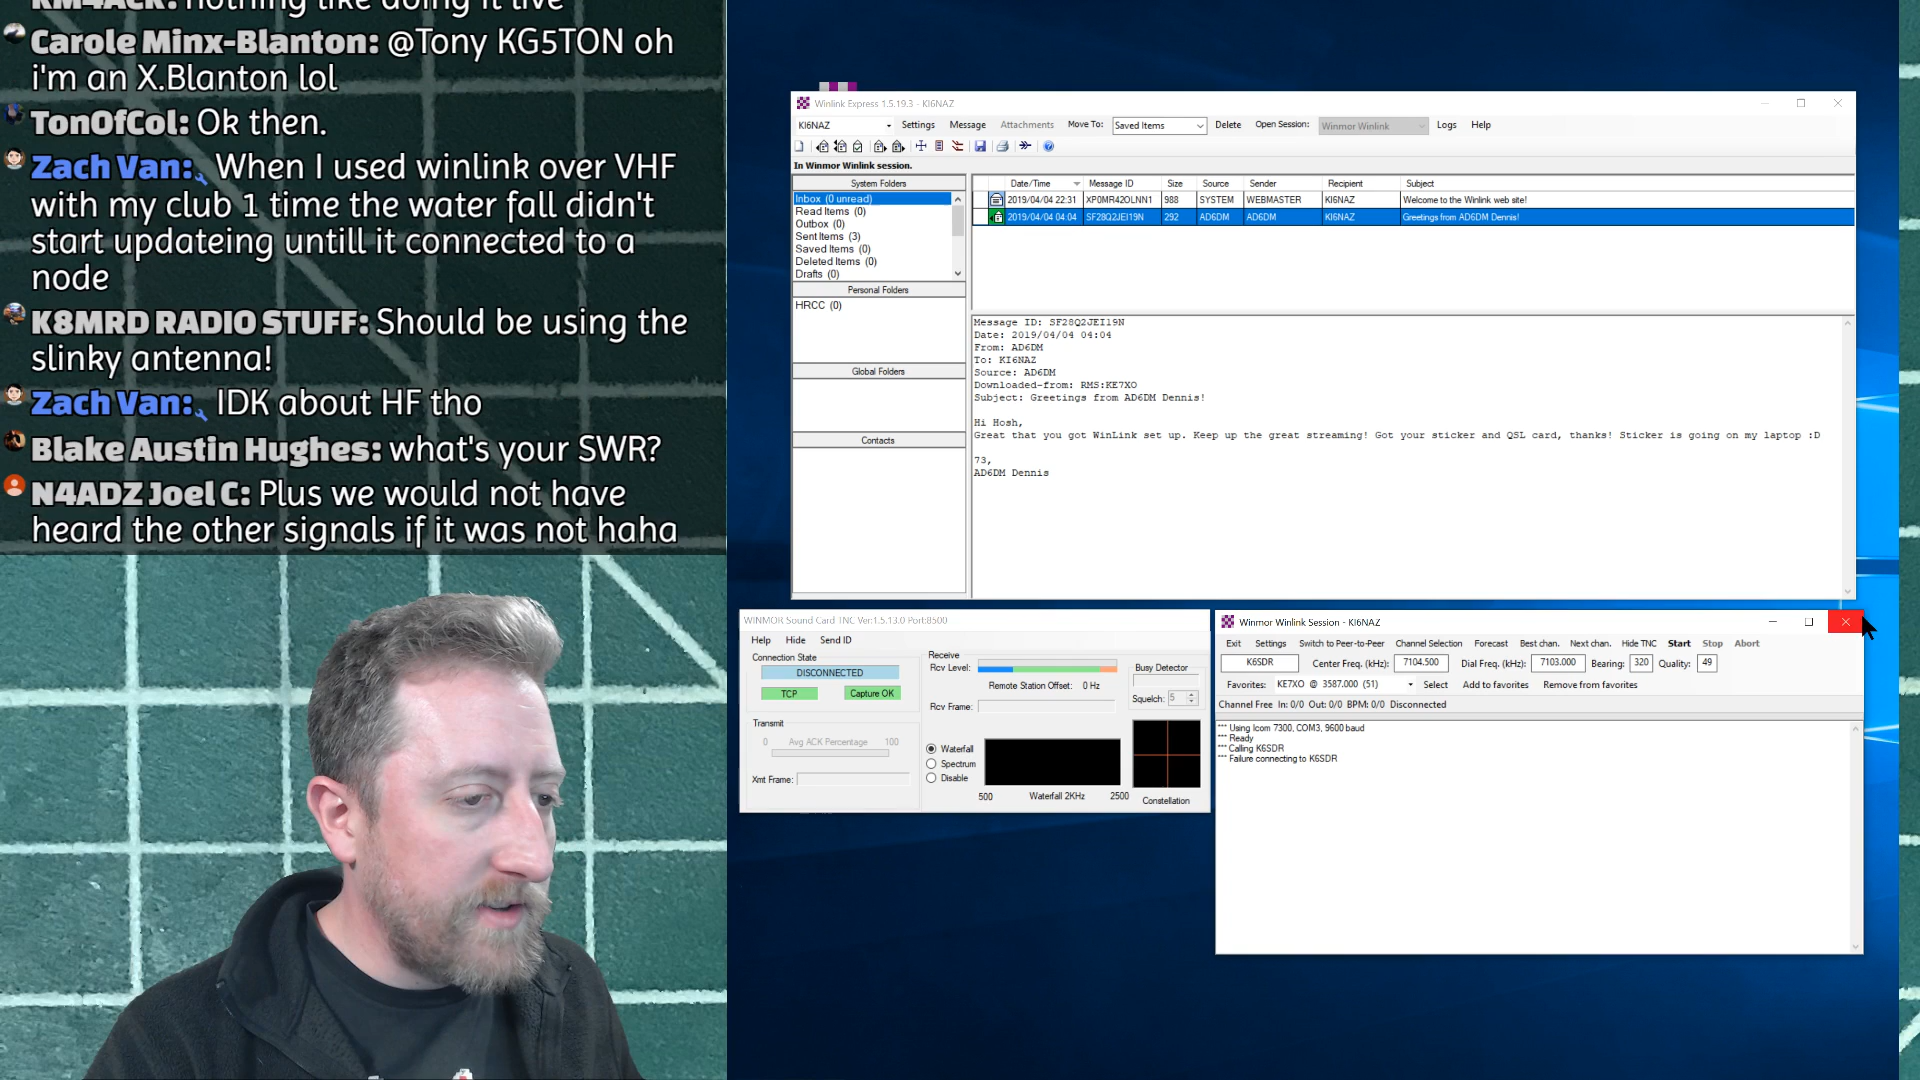 KM4ACK: nothing like doing it live
Carole Minx-Blanton: @Tony KG5TON oh
i'm an X.Blanton lol
TonOfCol: Ok then.
Zach Van: When I used winlink over VHF
with my club 1 time the water fall didn't
start updateing untill it connected to a
node
K8MRD RADIO STUFF: Should be using the
slinky antenna!
Zach Van: IDK about HF tho
Blake Austin Hughes: what's your SWR?
N4ADZ Joel C: Plus we would not have
heard the other signals if it was not haha
Winlink Express 1.5.19.3 - KI6NAZ
KI6NAZ Settings Message Attachments Move To: Saved Items Delete Open Session: Winmor Winlink Logs Help
In Winmor Winlink session.
System Folders
Inbox (0 unread)
Read Items (0)
Outbox (0)
Sent Items (3)
Saved Items (0)
Deleted Items (0)
Drafts (0)
Personal Folders
HRCC (0)
Global Folders
Contacts
Date/Time Message ID Size Source Sender Recipient Subject
2019/04/04 22:31 XP0MR42OLNN1 988 SYSTEM WEBMASTER KI6NAZ Welcome to the Winlink web site!
2019/04/04 04:04 SF28Q2JEI19N 292 AD6DM AD6DM KI6NAZ Greetings from AD6DM Dennis!
Message ID: SF28Q2JEI19N
Date: 2019/04/04 04:04
From: AD6DM
To: KI6NAZ
Source: AD6DM
Downloaded-from: RMS:KE7XO
Subject: Greetings from AD6DM Dennis!
Hi Hosh,
Great that you got WinLink set up. Keep up the great streaming! Got your sticker and QSL card, thanks! Sticker is going on my laptop :D
73,
AD6DM Dennis
WINMOR Sound Card TNC Ver:1.5.13.0 Port:8500
Help Hide Send ID
Connection State
DISCONNECTED
TCP Capture OK
Transmit
0 Avg ACK Percentage 100
Xmt Frame:
Receive
Rcv Level:
Remote Station Offset: 0 Hz
Rcv Frame:
Busy Detector
Squelch: 5
Waterfall
Spectrum
Disable
500 Waterfall 2KHz 2500
Constellation
Winmor Winlink Session - KI6NAZ
Exit Settings Switch to Peer-to-Peer Channel Selection Forecast Best chan. Next chan. Hide TNC Start Stop Abort
K6SDR Center Freq. (kHz): 7104.500 Dial Freq. (kHz): 7103.000 Bearing: 320 Quality: 49
Favorites: KE7XO @ 3587.000 (51) Select Add to favorites Remove from favorites
Channel Free In: 0/0 Out: 0/0 BPM: 0/0 Disconnected
*** Using Icom 7300, COM3, 9600 baud
*** Ready
*** Calling K6SDR
*** Failure connecting to K6SDR